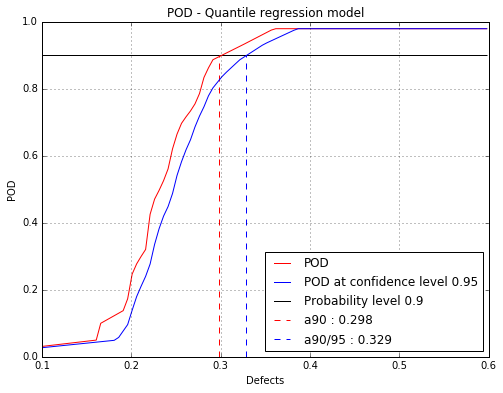 POD - Quantile regression model
POD
1.0
0.8
0.6
0.4
0.2
0.0
POD
POD at confidence level 0.95
Probability level 0.9
a90 : 0.298
a90/95 : 0.329
0.1 0.2 0.3 0.4 0.5 0.6
Defects